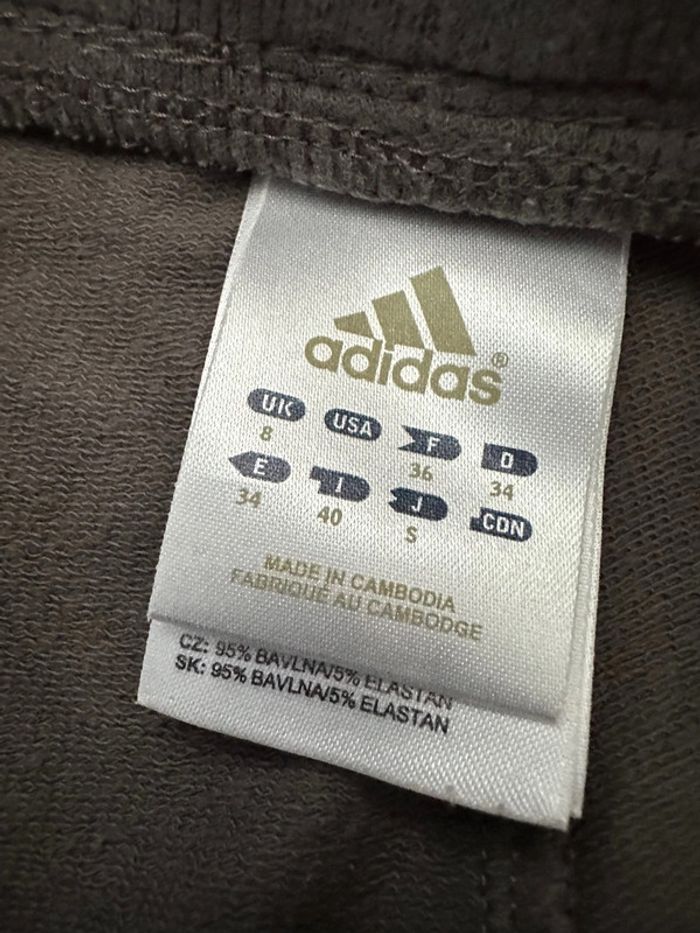 adidas®
UK USA F D
8 36 34
E I J CDN
34 40 S
MADE IN CAMBODIA
FABRIQUÉ AU CAMBODGE
CZ: 95% BAVLNA/5% ELASTAN
SK: 95% BAVLNA/5% ELASTAN